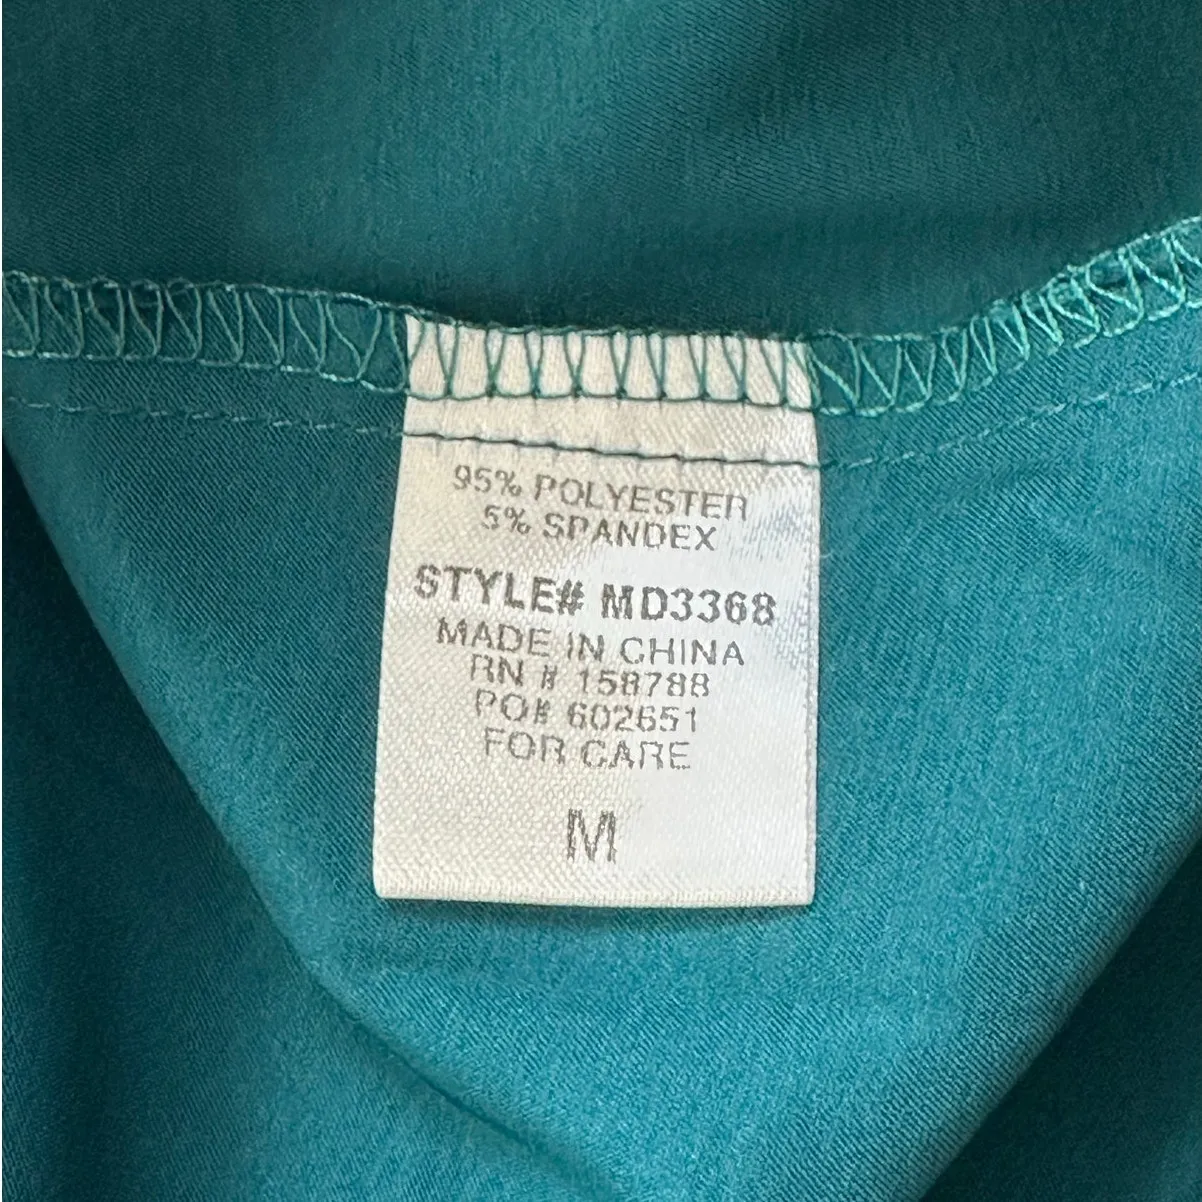 95% POLYESTER
5% SPANDEX
STYLE# MD3368
MADE IN CHINA
RN # 158788
PO# 602651
FOR CARE
M